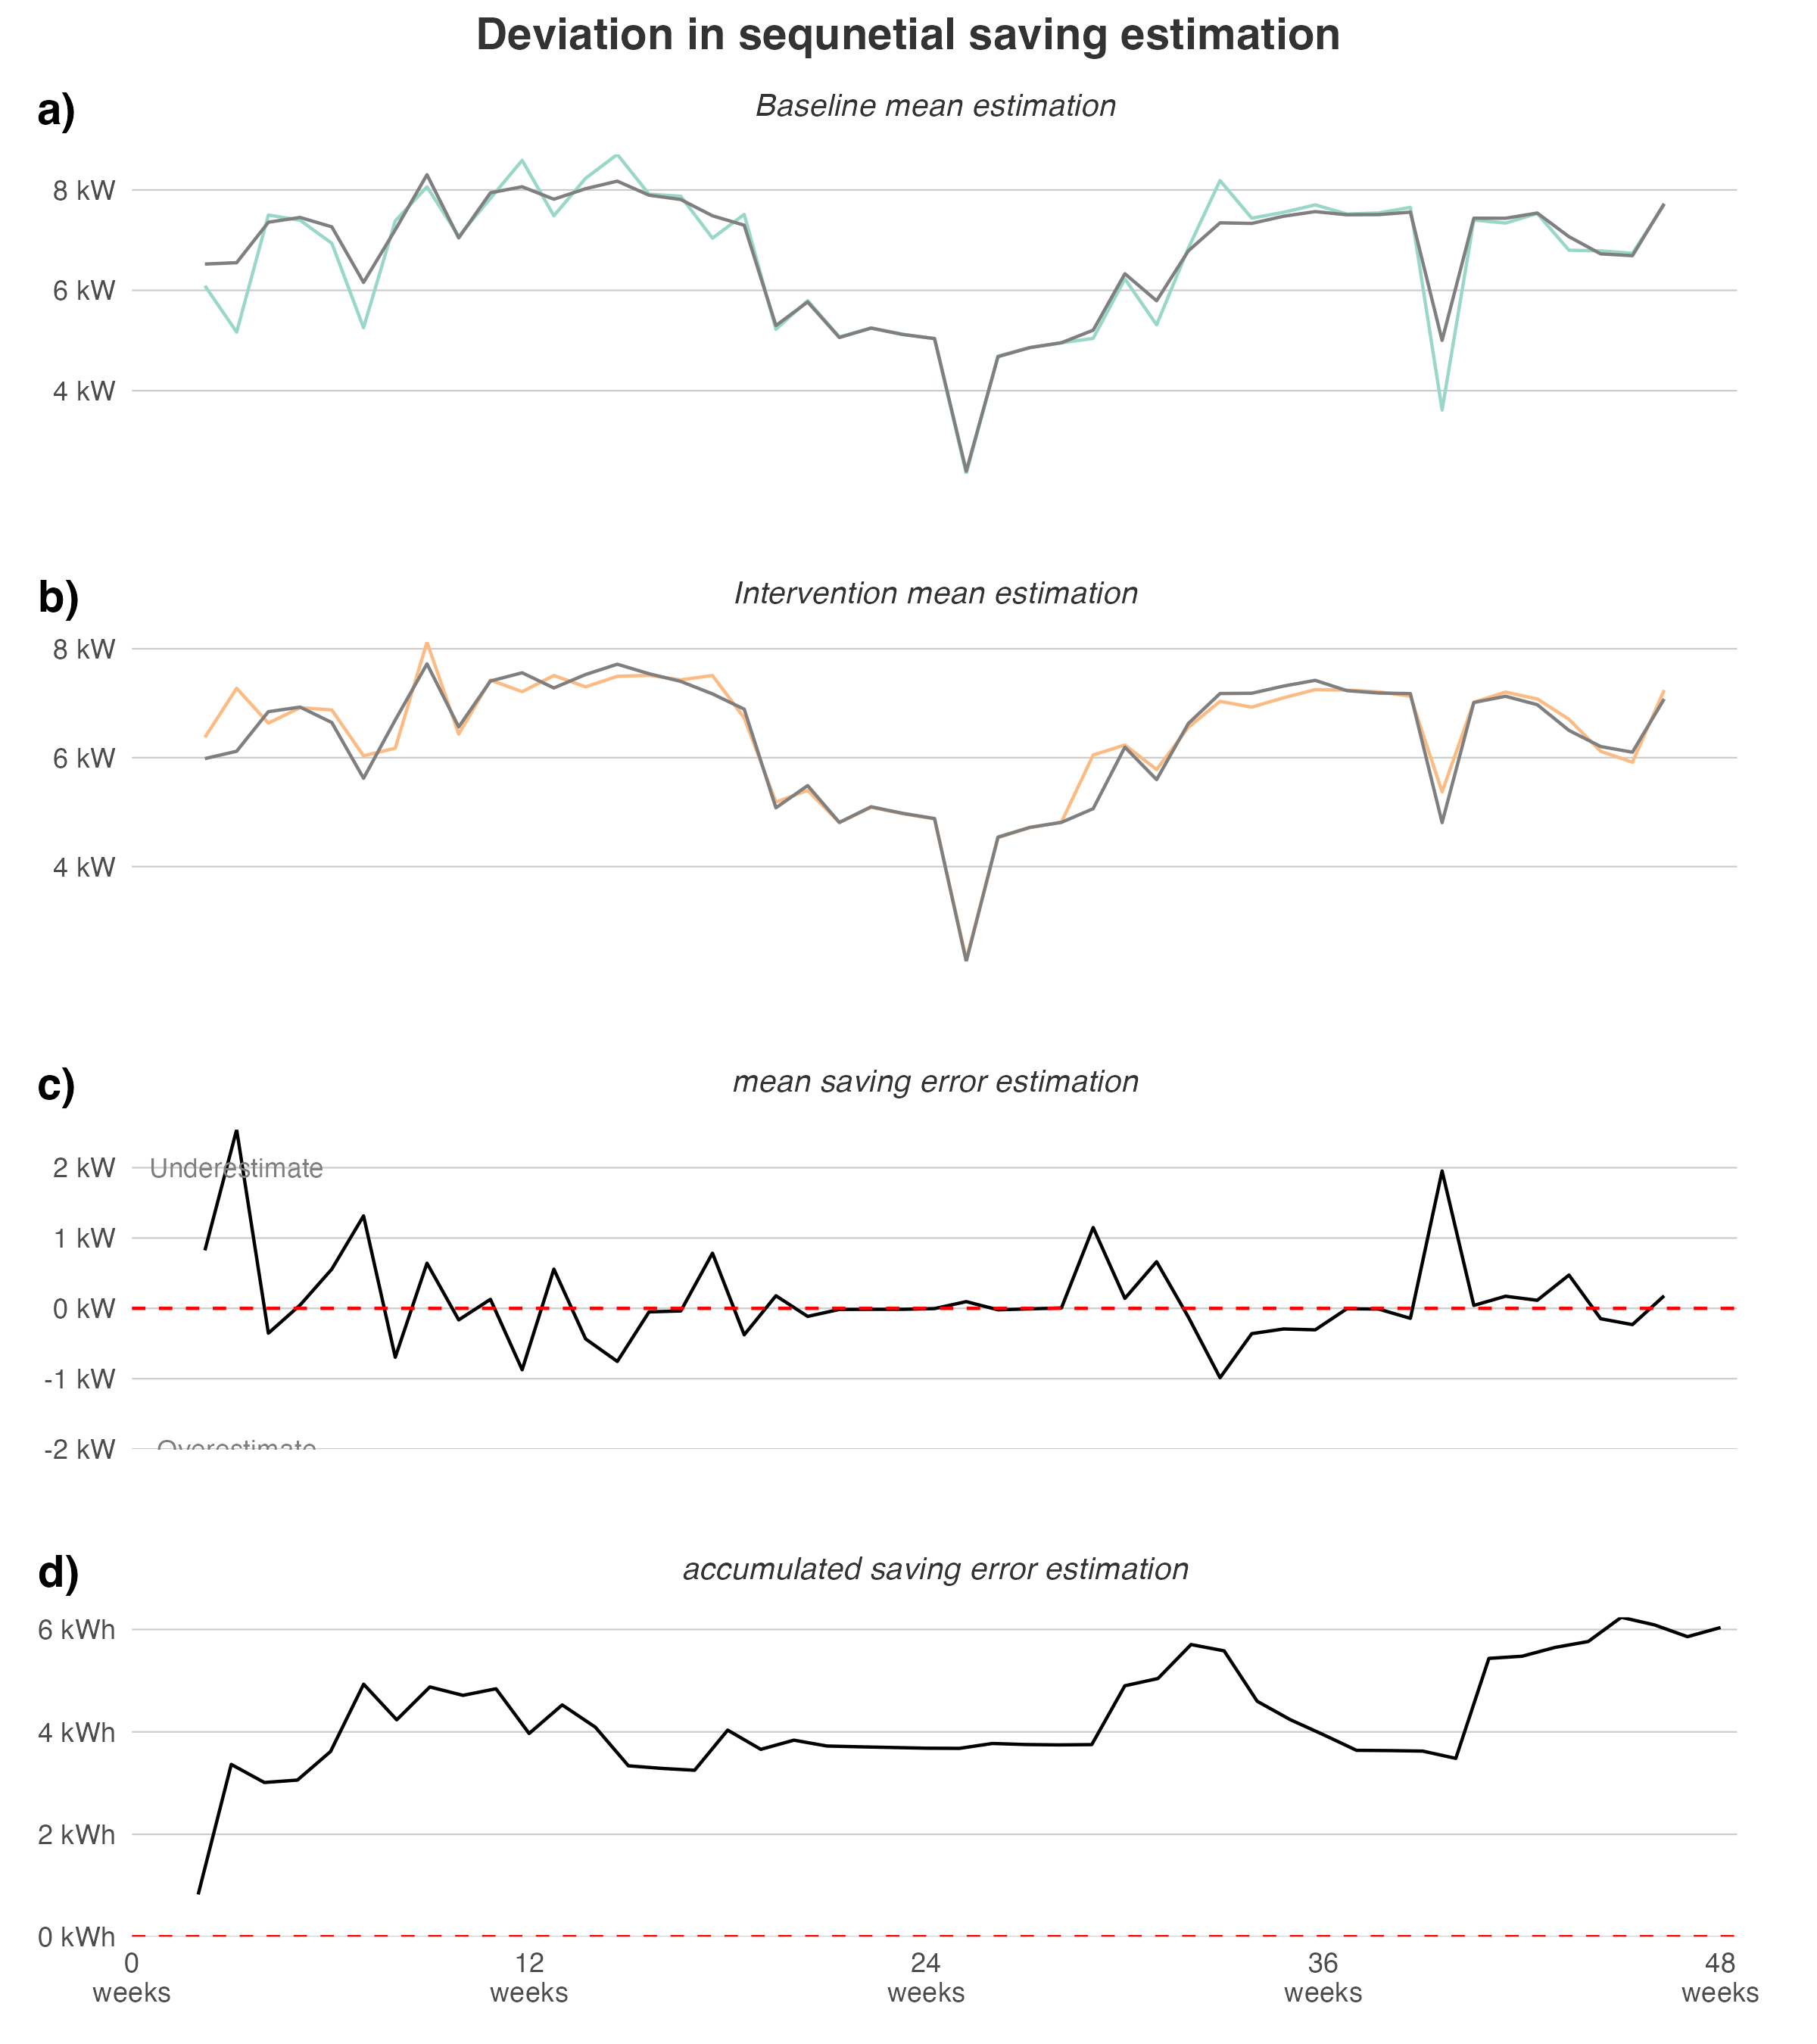 Deviation in sequnetial saving estimation
a)
Baseline mean estimation
8 kW
6 kW
4 kW
b)
Intervention mean estimation
8 kW
6 kW
4 kW
c)
mean saving error estimation
2 kW
Underestimate
1 kW
0 kW
-1 kW
-2 kW
Overestimate
d)
accumulated saving error estimation
6 kWh
4 kWh
2 kWh
0 kWh
0 12 24 36 48
weeks weeks weeks weeks weeks